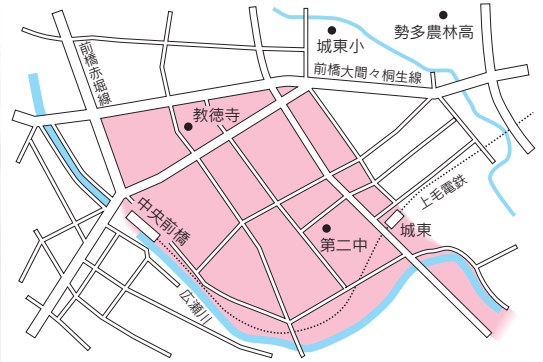 勢多農林高
城東小
前橋大間々桐生線
前橋赤堀線
教徳寺
上毛電鉄
中央前橋
城東
第二中
広瀬川